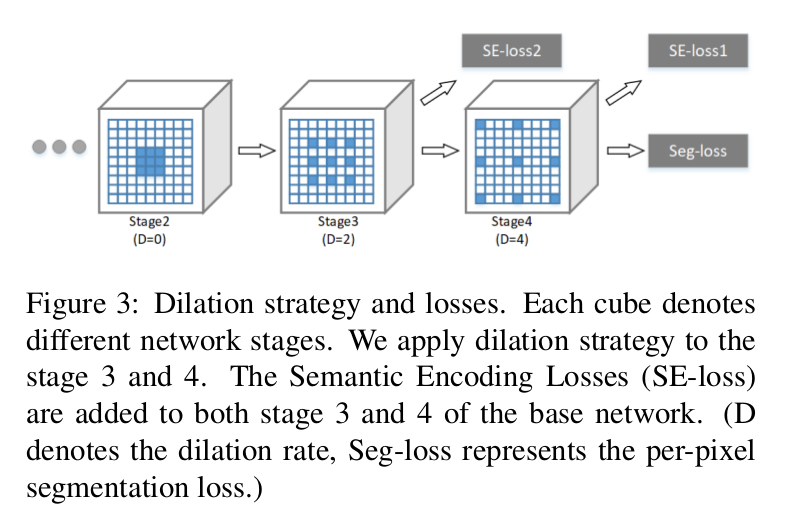 SE-loss2
SE-loss1
Seg-loss
Stage2
(D=0)
Stage3
(D=2)
Stage4
(D=4)
Figure 3: Dilation strategy and losses. Each cube denotes
different network stages. We apply dilation strategy to the
stage 3 and 4. The Semantic Encoding Losses (SE-loss)
are added to both stage 3 and 4 of the base network. (D
denotes the dilation rate, Seg-loss represents the per-pixel
segmentation loss.)